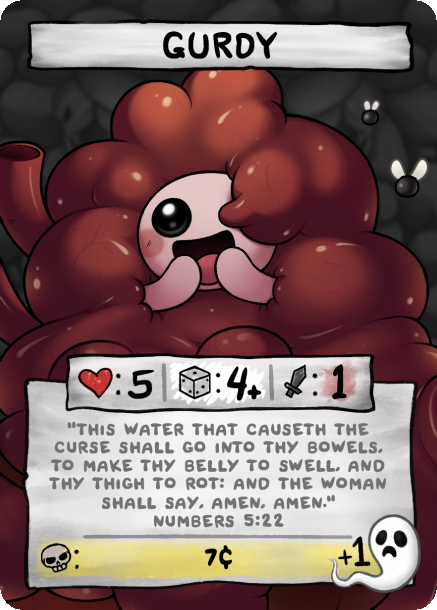 GURDY
:5 :4+ :1
"THIS WATER THAT CAUSETH THE
CURSE SHALL GO INTO THY BOWELS,
TO MAKE THY BELLY TO SWELL, AND
THY THIGH TO ROT: AND THE WOMAN
SHALL SAY, AMEN, AMEN."
NUMBERS 5:22
: 7¢ +1